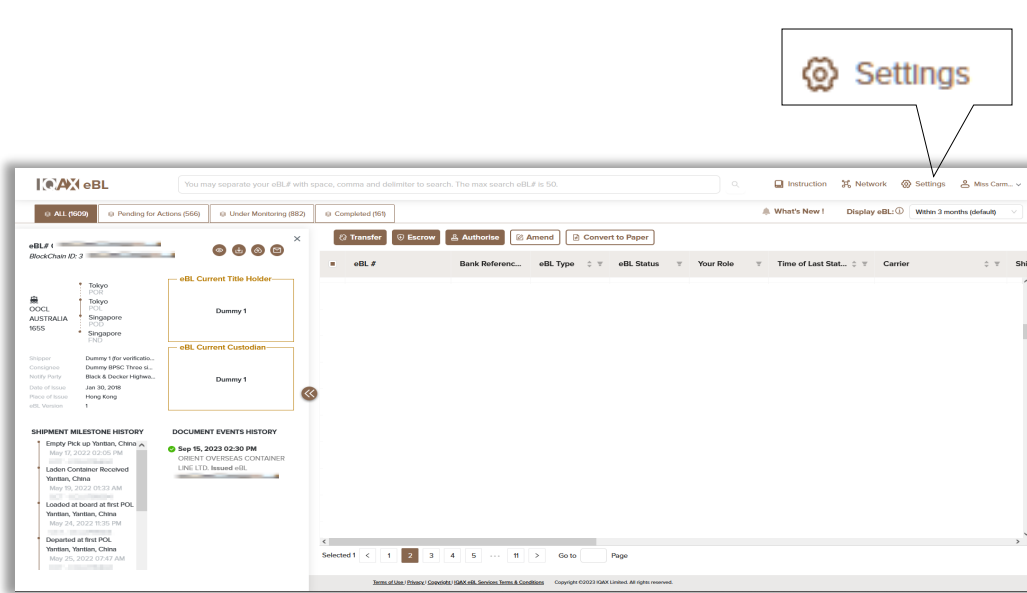 Settings
IQAX eBL
You may separate your eBL# with space, comma and dolimiter to search. The max search eBL# is 50.
Instruction
Network
Settings
Miss Carm...
ALL (1609)
Pending for Actions (566)
Under Montiring (882)
Completed (161)
What's New !
Display eBL:
Within 3 months (default)
eBL# (
BlockChain ID: 3
Transfer
Escrow
Authorise
Amend
Convert to Paper
eBL #
Bank Referenc...
eBL Type
eBL Status
Your Role
Time of Last Stat...
Carrier
Shi
OOCL
AUSTRALIA
165S
Tokyo
POR
Tokyo
POL
Singapore
POD
Singapore
FND
eBL Current Title Holder
Dummy 1
eBL Current Custodian
Dummy 1
Shipper Dummy 1 (for verificatio...
Consignee Dummy BPSC Three si...
Notify Party Black & Decker Highwa...
Date of Issue Jan 30, 2018
Place of Issue Hong Kong
eBL Version 1
SHIPMENT MILESTONE HISTORY
Empty Pick up Yantian, China
May 17, 2022 02:05 PM
Laden Container Received
Yantian, China
May 19, 2022 01:33 AM
Loaded at board at first POL
Yantian, Yantian, China
May 24, 2022 11:35 PM
Departed at first POL
Yantian, Yantian, China
May 25, 2022 07:47 AM
DOCUMENT EVENTS HISTORY
Sep 15, 2023 02:30 PM
ORIENT OVERSEAS CONTAINER
LINE LTD. Issued eBL
Selected 1 < 1 2 3 4 5 ... 11 > Go to Page
Terms of Use | Privacy | Copyright | IQAX eBL Services Terms & Conditions Copyright ©2023 IQAX Limited. All rights reserved.